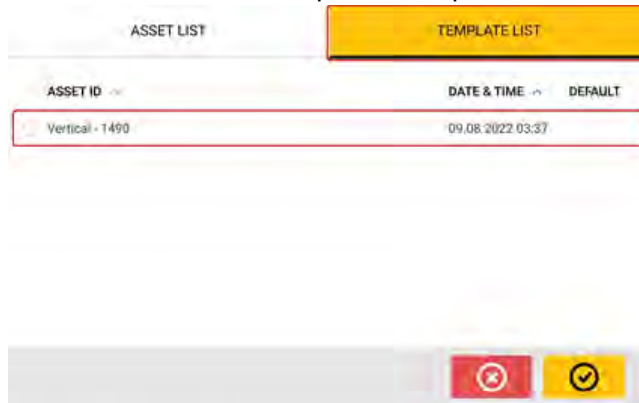 ASSET LIST TEMPLATE LIST
ASSET ID DATE & TIME DEFAULT
Vertical - 1490 09.08.2022 03:37